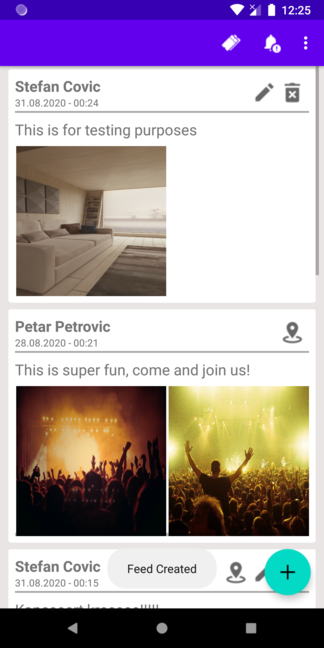 12:25
Stefan Covic
31.08.2020 - 00:24
This is for testing purposes
Petar Petrovic
28.08.2020 - 00:21
This is super fun, come and join us!
Stefan Covic
31.08.2020 - 00:15
Feed Created